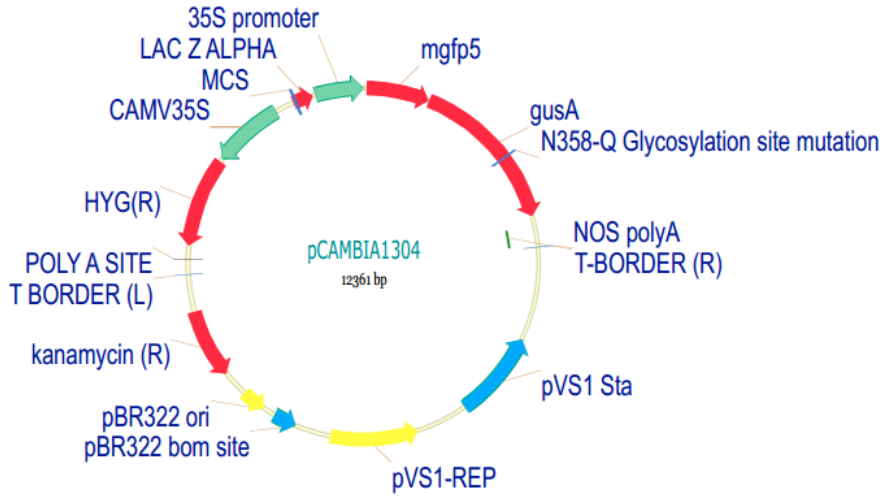 35S promoter
LAC Z ALPHA
mgfp5
MCS
CAMV35S
gusA
N358-Q Glycosylation site mutation
HYG(R)
pCAMBIA1304
12361 bp
NOS polyA
T-BORDER (R)
POLY A SITE
T BORDER (L)
kanamycin (R)
pVS1 Sta
pBR322 ori
pBR322 bom site
pVS1-REP